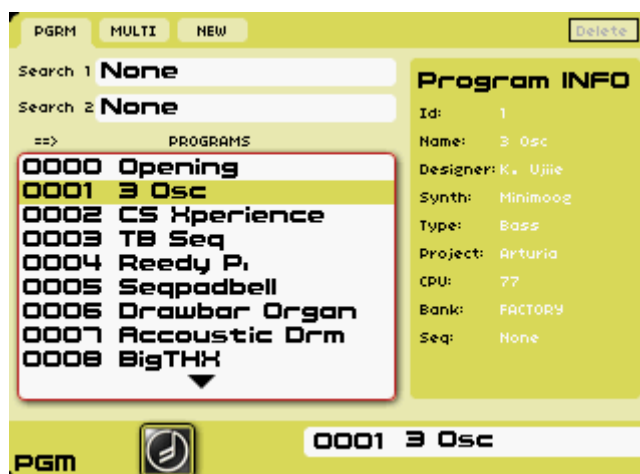 PGRM MULTI NEW Delete
Search 1 None
Search 2 None
==> PROGRAMS
0000 Opening
0001 3 Osc
0002 CS Xperience
0003 TB Seq
0004 Reedy P.
0005 Seqpadbell
0006 Drawbar Organ
0007 Accoustic Drm
0008 BigTHX
Program INFO
Id: 1
Name: 3 Osc
Designer: K. Ujiie
Synth: Minimoog
Type: Bass
Project: Arturia
CPU: 77
Bank: FACTORY
Seq: None
PGM
0001 3 Osc